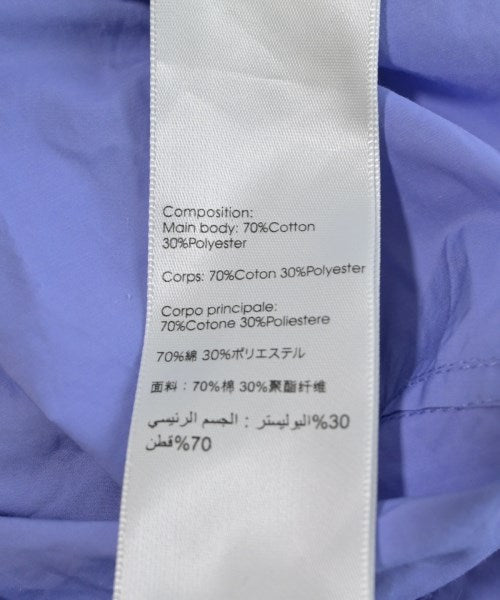 Composition:
Main body: 70%Cotton
30%Polyester
Corps: 70%Coton 30%Polyester
Corpo principale:
70%Cotone 30%Poliestere
70%綿 30%ポリエステル
面料：70%棉 30%聚酯纤维
30%اليوليستر : الجسم الرئيسي
70%قطن